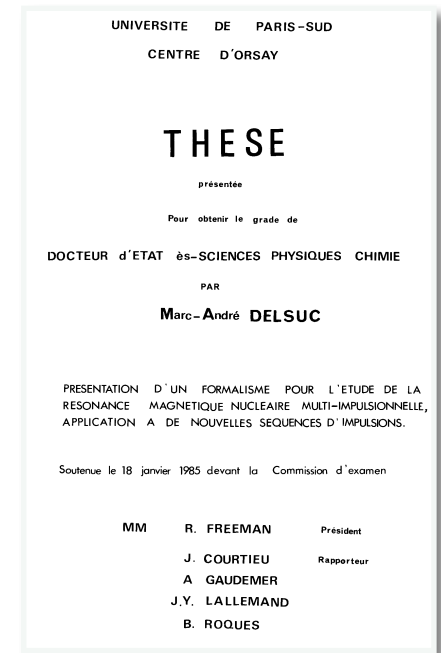 UNIVERSITE DE PARIS-SUD
CENTRE D'ORSAY
THESE
présentée
Pour obtenir le grade de
DOCTEUR d'ETAT ès-SCIENCES PHYSIQUES CHIMIE
PAR
Marc-André DELSUC
PRESENTATION D'UN FORMALISME POUR L'ETUDE DE LA
RESONANCE MAGNETIQUE NUCLEAIRE MULTI-IMPULSIONNELLE,
APPLICATION A DE NOUVELLES SEQUENCES D'IMPULSIONS.
Soutenue le 18 janvier 1985 devant la Commission d'examen
MM R. FREEMAN Président
J. COURTIEU Rapporteur
A GAUDEMER
J.Y. LALLEMAND
B. ROQUES